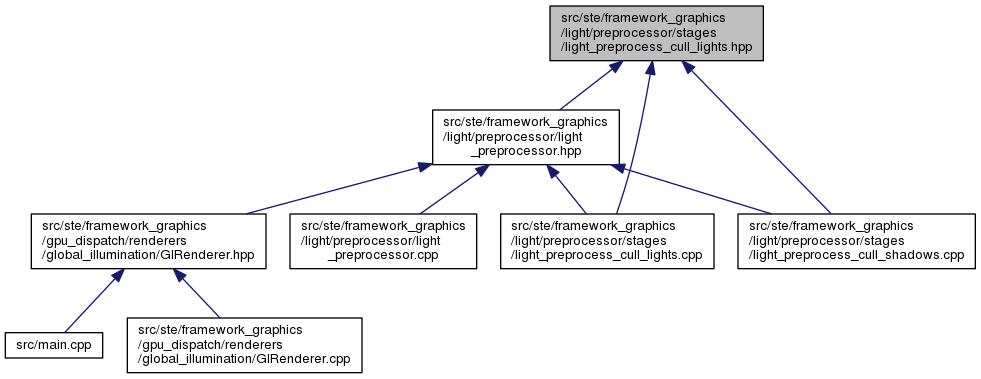 src/ste/framework_graphics
/light/preprocessor/stages
/light_preprocess_cull_lights.hpp
src/ste/framework_graphics
/light/preprocessor/light
_preprocessor.hpp
src/ste/framework_graphics
/gpu_dispatch/renderers
/global_illumination/GIRenderer.hpp
src/ste/framework_graphics
/light/preprocessor/light
_preprocessor.cpp
src/ste/framework_graphics
/light/preprocessor/stages
/light_preprocess_cull_lights.cpp
src/ste/framework_graphics
/light/preprocessor/stages
/light_preprocess_cull_shadows.cpp
src/main.cpp
src/ste/framework_graphics
/gpu_dispatch/renderers
/global_illumination/GIRenderer.cpp